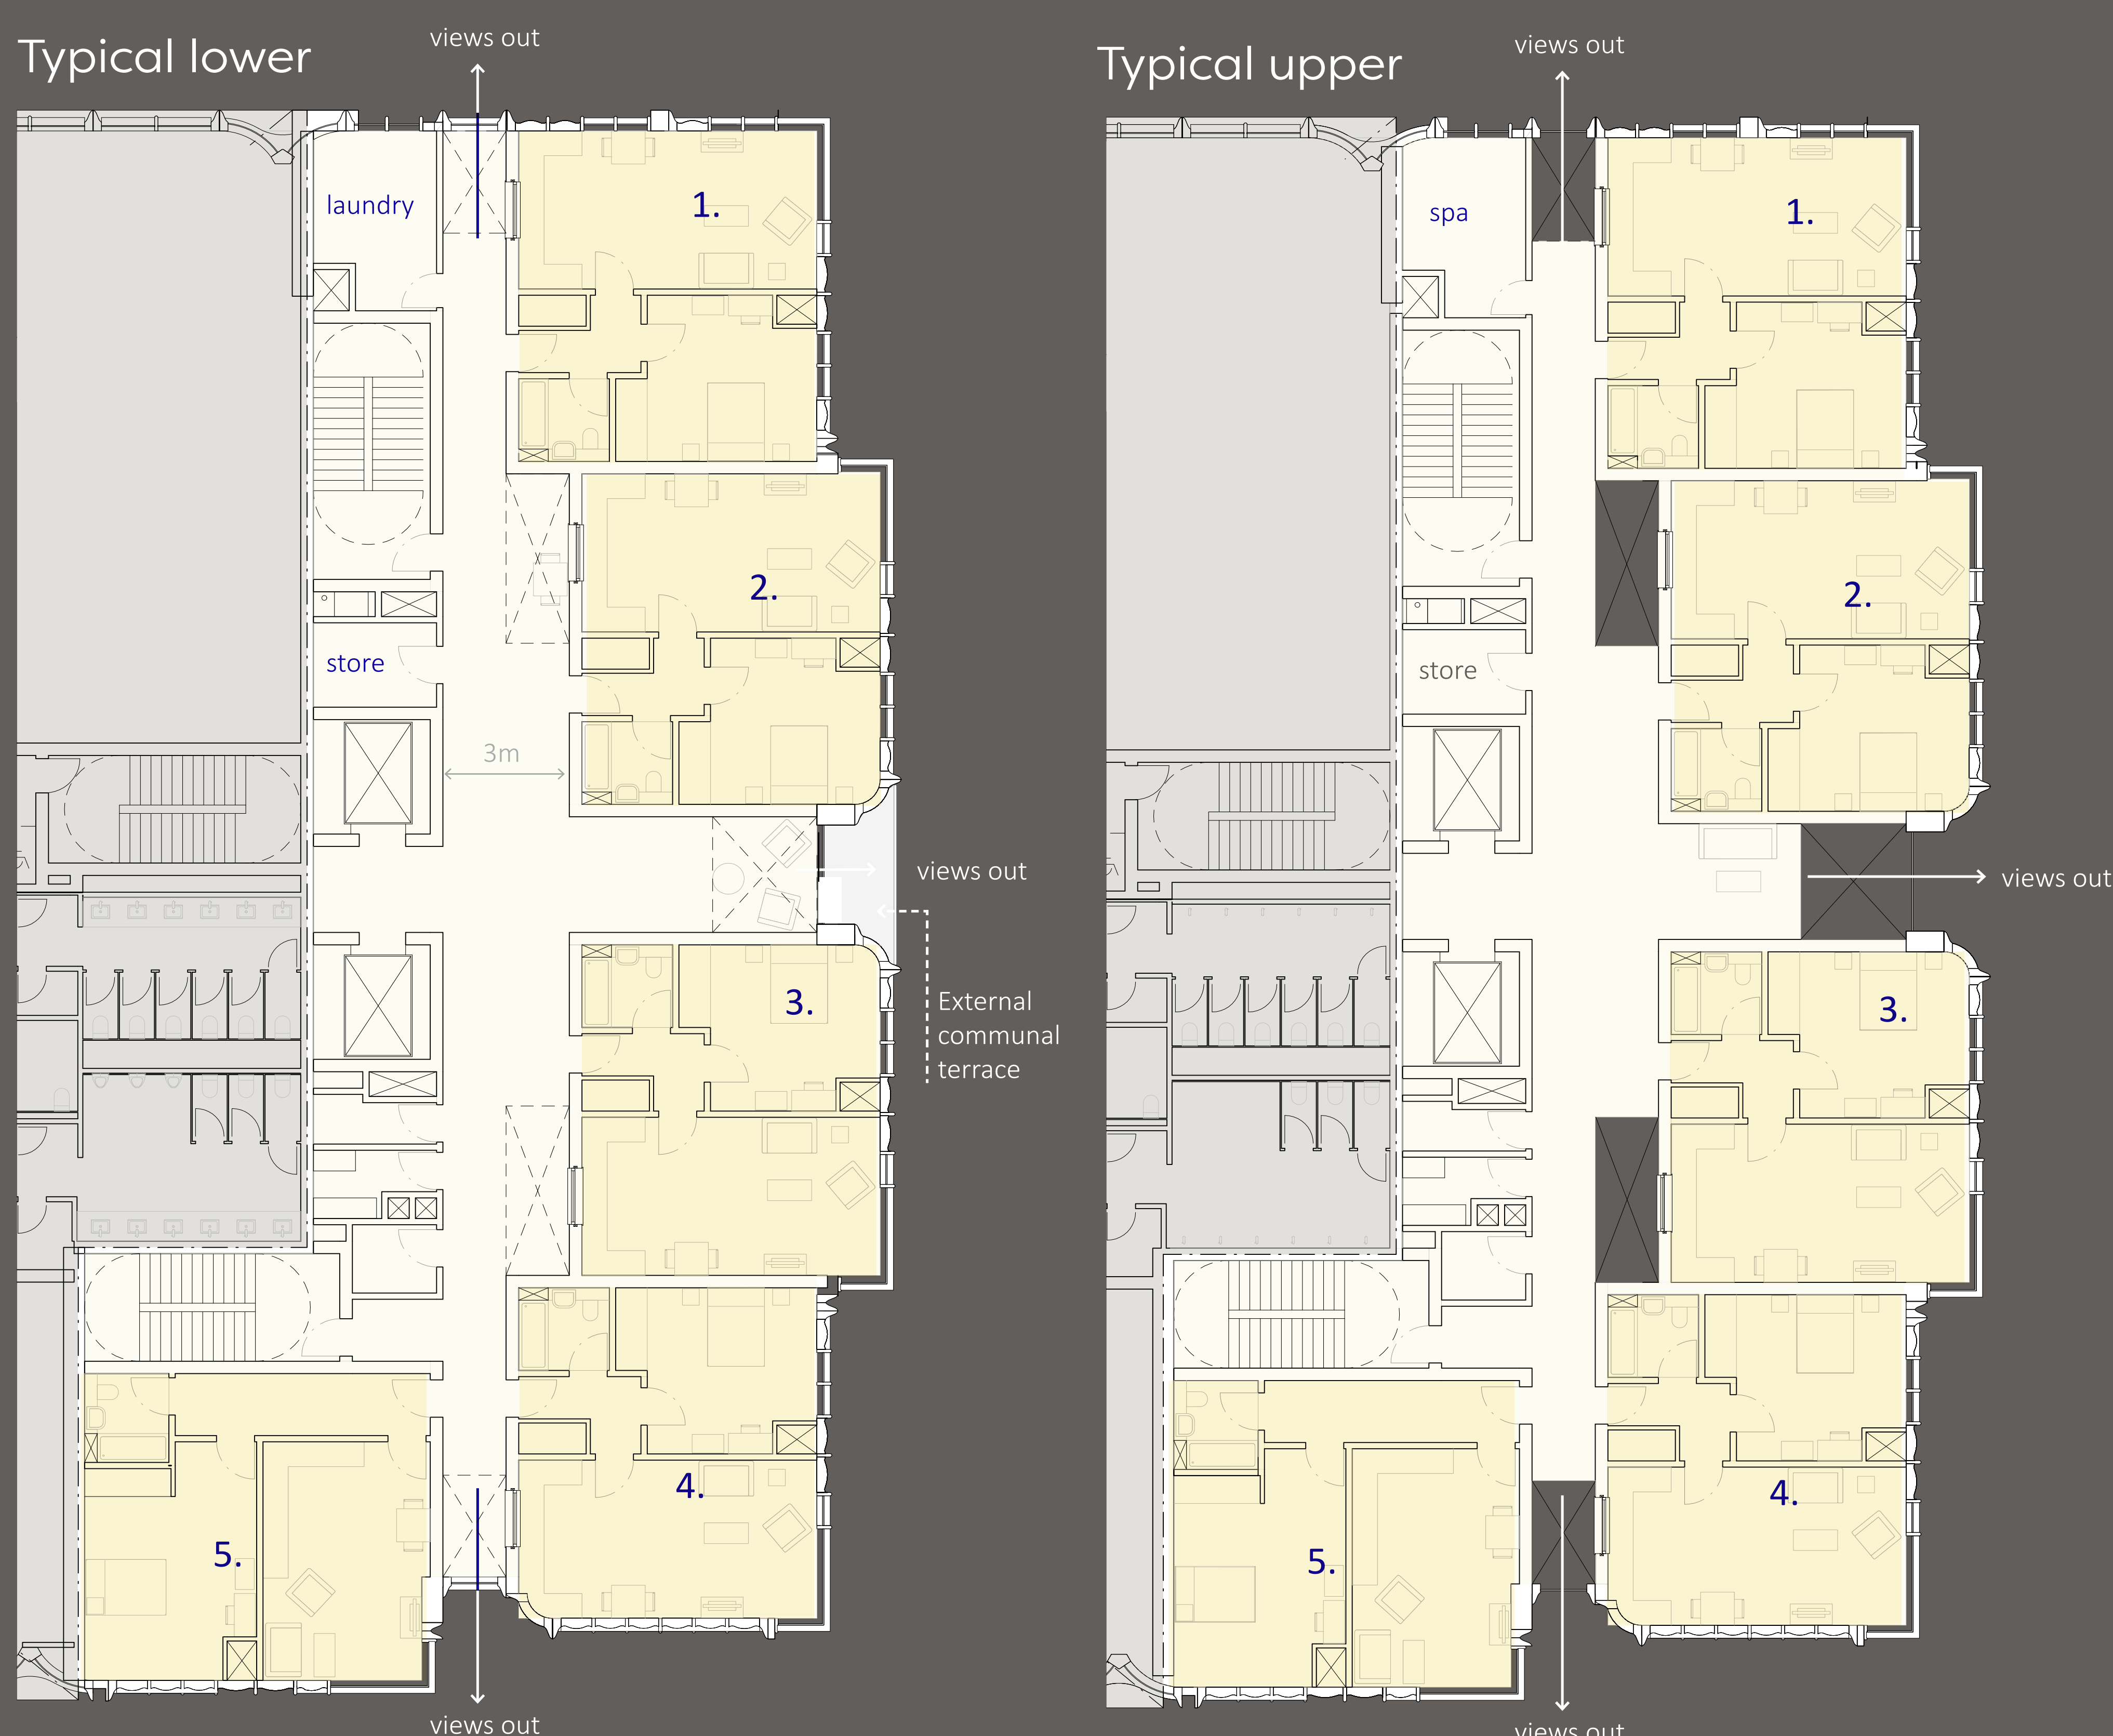 Typical lower
views out
laundry
1.
2.
store
3m
views out
3.
External
communal
terrace
4.
5.
views out
Typical upper
views out
spa
1.
2.
store
views out
3.
4.
5.
views out